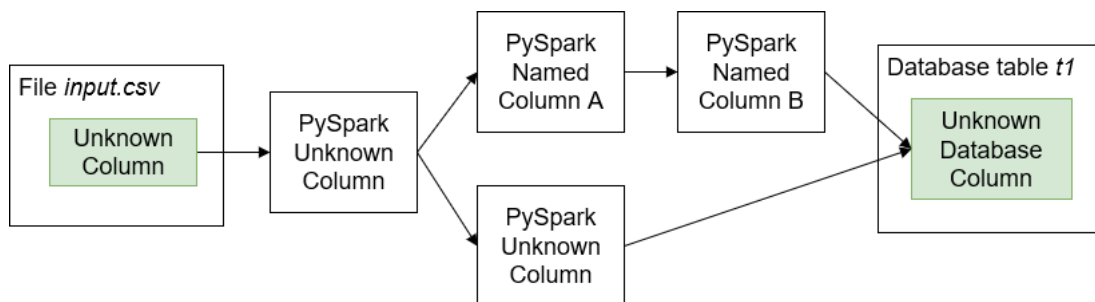 File input.csv
Unknown
Column
PySpark
Unknown
Column
PySpark
Named
Column A
PySpark
Named
Column B
PySpark
Unknown
Column
Database table t1
Unknown
Database
Column